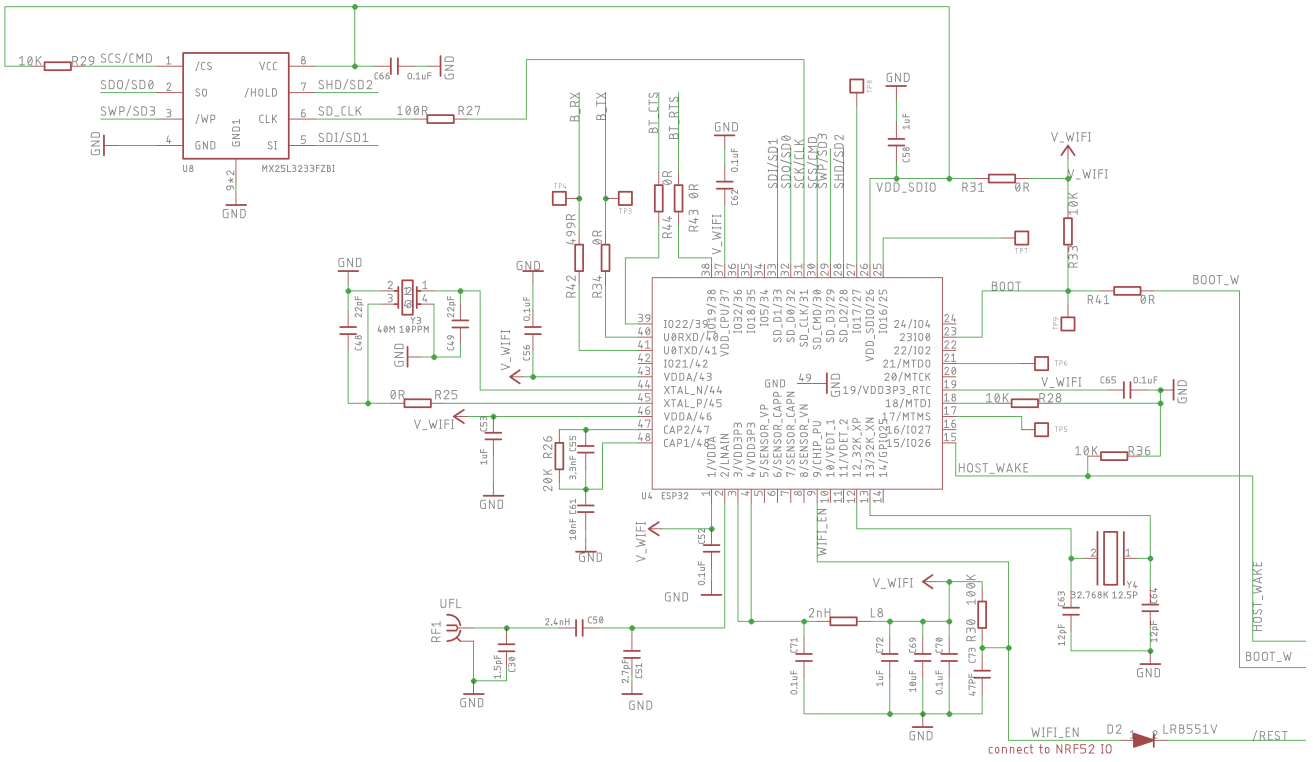 10K R29 SCS/CMD 1 /CS VCC 8 C66 0.1uF GND
SDO/SD0 2 SO /HOLD 7 SHD/SD2
SWP/SD3 3 /WP CLK 6 SD_CLK 100R R27
GND 4 GND GND1 SI 5 SDI/SD1
U8 MX25L3233FZBI
9*2
GND
B_RX
B_TX
BT_CTS
BT_RTS
TP4
TP3
R42 499R
R34 0R
R44 0R
R43 0R
GND
0.1uF
C62
V_WIFI
SDI/SD1
SDO/SD0
SCK/CLK
SCS/CMD
SWP/SD3
SHD/SD2
TP8
GND
1uF
C58
VDD_SDIO R31 0R
V_WIFI
V_WIFI
10K
R33
TP7
BOOT R41 0R BOOT_W
TP9
GND
22pF
C48
2 1
3 4
Y3
40M 10PPM
22pF
C49
GND
0R R25
GND
0.1uF
C56
V_WIFI
V_WIFI
C53
1uF
GND
20K R26
3.3nF C55
10nF C61
GND
38 IO19/38
37 VDD_CPU/37
36 IO32/36
35 IO18/35
34 IO5/34
33 SD_D1/33
32 SD_D0/32
31 SD_CLK/31
30 SD_CMD/30
29 SD_D3/29
28 SD_D2/28
27 IO17/27
26 VDD_SDIO/26
25 IO16/25
39 IO22/39
40 U0RXD/40
41 U0TXD/41
42 IO21/42
43 VDDA/43
44 XTAL_N/44
45 XTAL_P/45
46 VDDA/46
47 CAP2/47
48 CAP1/48
GND 49 GND
24/IO4 24
23IO0 23
22/IO2 22
21/MTDO 21
20/MTCK 20
19/VDD3P3_RTC 19
18/MTDI 18
17/MTMS 17
16/IO27 16
15/IO26 15
1/VDDA 1
2/LNAIN 2
3/VDD3P3 3
4/VDD3P3 4
5/SENSOR_VP 5
6/SENSOR_CAPP 6
7/SENSOR_CAPN 7
8/SENSOR_VN 8
9/CHIP_PU 9
10/VEDT_1 10
11/VDET_2 11
12_32K_XP 12
13/32K_XN 13
14/GPIO25 14
U4 ESP32
TP6
V_WIFI C65 0.1uF GND
10K R28
TP5
10K R36
HOST_WAKE
V_WIFI
C52
0.1uF
GND
WIFI_EN
UFL
RF1
2.4nH C50
1.5pF C30
2.7pF C51
GND
GND
V_WIFI
2nH L8
R30 100K
C71
0.1uF
C72
1uF
C69
10uF
C70
0.1uF
C73
47PF
GND
2 1
Y4
32.768K 12.5P
C63
12pF
C64
12pF
GND
HOST_WAKE
BOOT_W
WIFI_EN D2 1 2 LRB551V /REST
connect to NRF52 IO